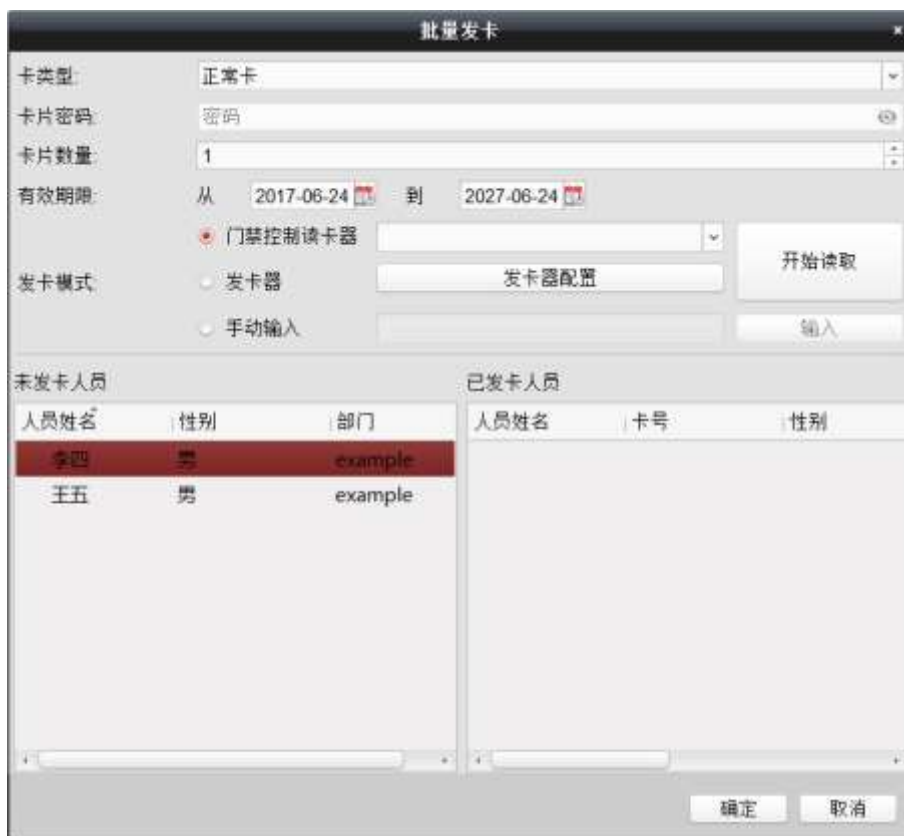 批量发卡 ×
卡类型: 正常卡
卡片密码: 密码
卡片数量: 1
有效期限: 从 2017-06-24 到 2027-06-24
门禁控制读卡器
开始读取
发卡模式: 发卡器 发卡器配置
手动输入 输入
未发卡人员 已发卡人员
人员姓名 性别 部门 人员姓名 卡号 性别
李四 男 example
王五 男 example
确定 取消